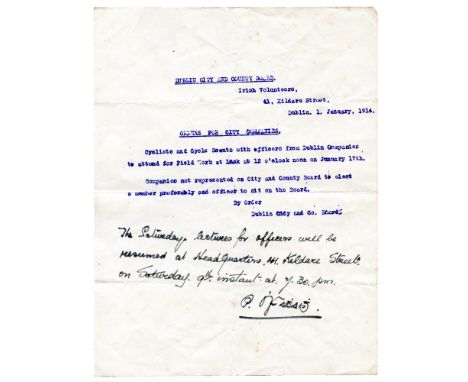 DUBLIN CITY AND COUNTY BOARD.
Irish Volunteers,
41, Kildare Street,
Dublin, 1. January, 1914.
ORDERS FOR CITY COMPANIES.
Cyclists and Cycle Scouts with officers from Dublin Companies
to attend for Field Work at Lusk at 12 o'clock noon on January 17th.
Companies not represented on City and County Board to elect
a member preferably and officer to sit on the Board.
By Order
Dublin City and Co. Board.
The Saturday lectures for officers will be
resumed at Headquarters, 41. Kildare Street
on Saturday 9th instant at 7.30. pm.
P.